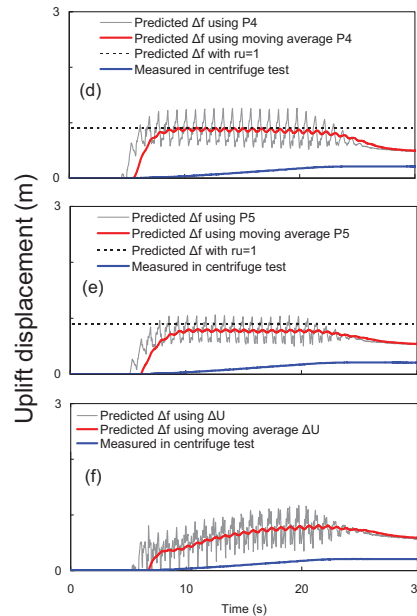 Predicted Δf using P4
Predicted Δf using moving average P4
Predicted Δf with ru=1
Measured in centrifuge test
3
(d)
0
Predicted Δf using P5
Predicted Δf using moving average P5
Predicted Δf with ru=1
Measured in centrifuge test
3
(e)
0
Uplift displacement (m)
Predicted Δf using ΔU
Predicted Δf using moving average ΔU
Measured in centrifuge test
3
(f)
0
0 10 20 3
Time (s)